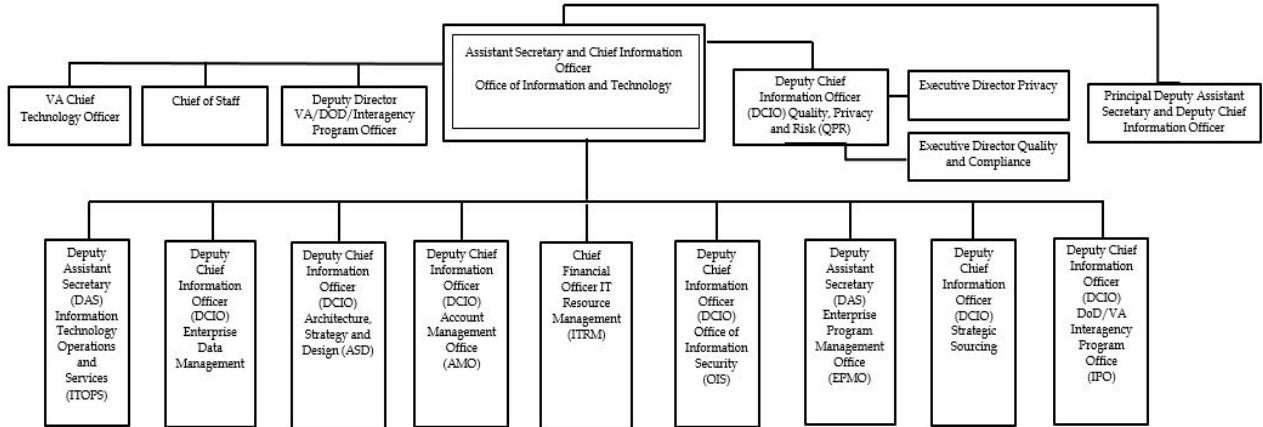 Assistant Secretary and Chief Information
Officer
Office of Information and Technology
VA Chief
Technology Officer
Chief of Staff
Deputy Director
VA/DOD/Interagency
Program Officer
Deputy Chief
Information Officer
(DCIO) Quality, Privacy
and Risk (QPR)
Executive Director Privacy
Executive Director Quality
and Compliance
Principal Deputy Assistant
Secretary and Deputy Chief
Information Officer
Deputy
Assistant
Secretary
(DAS)
Information
Technology
Operations
and
Services
(ITOPS)
Deputy
Chief
Information
Officer
(DCIO)
Enterprise
Data
Management
Deputy Chief
Information
Officer
(DCIO)
Architecture,
Strategy and
Design (ASD)
Deputy Chief
Information
Officer
(DCIO)
Account
Management
Office
(AMO)
Chief
Financial
Officer IT
Resource
Management
(ITRM)
Deputy
Chief
Information
Officer
(DCIO)
Office of
Information
Security
(OIS)
Deputy
Assistant
Secretary
(DAS)
Enterprise
Program
Management
Office
(EPMO)
Deputy
Chief
Information
Officer
(DCIO)
Strategic
Sourcing
Deputy Chief
Information
Officer
(DCIO)
DoD/VA
Interagency
Program
Office
(IPO)